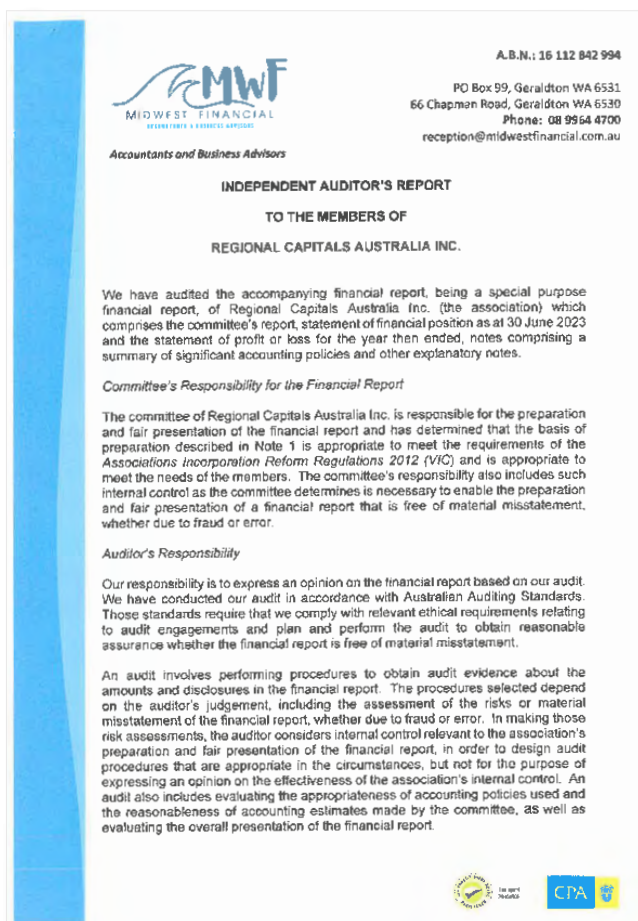 A.B.N.: 16 112 842 994
MWF
MIDWEST FINANCIAL
ACCOUNTANTS & BUSINESS ADVISORS
PO Box 99, Geraldton WA 6531
66 Chapman Road, Geraldton WA 6530
Phone: 08 9964 4700
reception@midwestfinancial.com.au
Accountants and Business Advisors
INDEPENDENT AUDITOR'S REPORT
TO THE MEMBERS OF
REGIONAL CAPITALS AUSTRALIA INC.
We have audited the accompanying financial report, being a special purpose
financial report, of Regional Capitals Australia Inc. (the association) which
comprises the committee's report, statement of financial position as at 30 June 2023
and the statement of profit or loss for the year then ended, notes comprising a
summary of significant accounting policies and other explanatory notes.
Committee's Responsibility for the Financial Report
The committee of Regional Capitals Australia Inc. is responsible for the preparation
and fair presentation of the financial report and has determined that the basis of
preparation described in Note 1 is appropriate to meet the requirements of the
Associations Incorporation Reform Regulations 2012 (VIC) and is appropriate to
meet the needs of the members. The committee's responsibility also includes such
internal control as the committee determines is necessary to enable the preparation
and fair presentation of a financial report that is free of material misstatement,
whether due to fraud or error.
Auditor's Responsibility
Our responsibility is to express an opinion on the financial report based on our audit.
We have conducted our audit in accordance with Australian Auditing Standards.
Those standards require that we comply with relevant ethical requirements relating
to audit engagements and plan and perform the audit to obtain reasonable
assurance whether the financial report is free of material misstatement.
An audit involves performing procedures to obtain audit evidence about the
amounts and disclosures in the financial report. The procedures selected depend
on the auditor's judgement, including the assessment of the risks or material
misstatement of the financial report, whether due to fraud or error. In making those
risk assessments, the auditor considers internal control relevant to the association's
preparation and fair presentation of the financial report, in order to design audit
procedures that are appropriate in the circumstances, but not for the purpose of
expressing an opinion on the effectiveness of the association's internal control. An
audit also includes evaluating the appropriateness of accounting policies used and
the reasonableness of accounting estimates made by the committee, as well as
evaluating the overall presentation of the financial report.
CPA